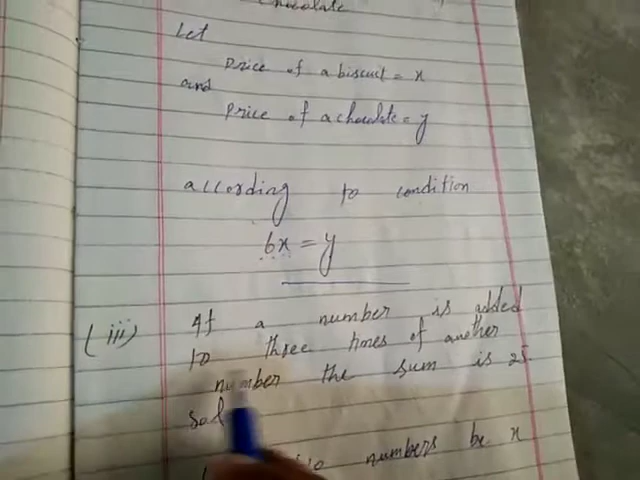 chocolate
Let
Price of a biscuit = x
and
Price of a chocolate = y
according to condition
6x = y
(iii) If a number is added
to three times of another
number the sum is 25.
Sol
numbers be x